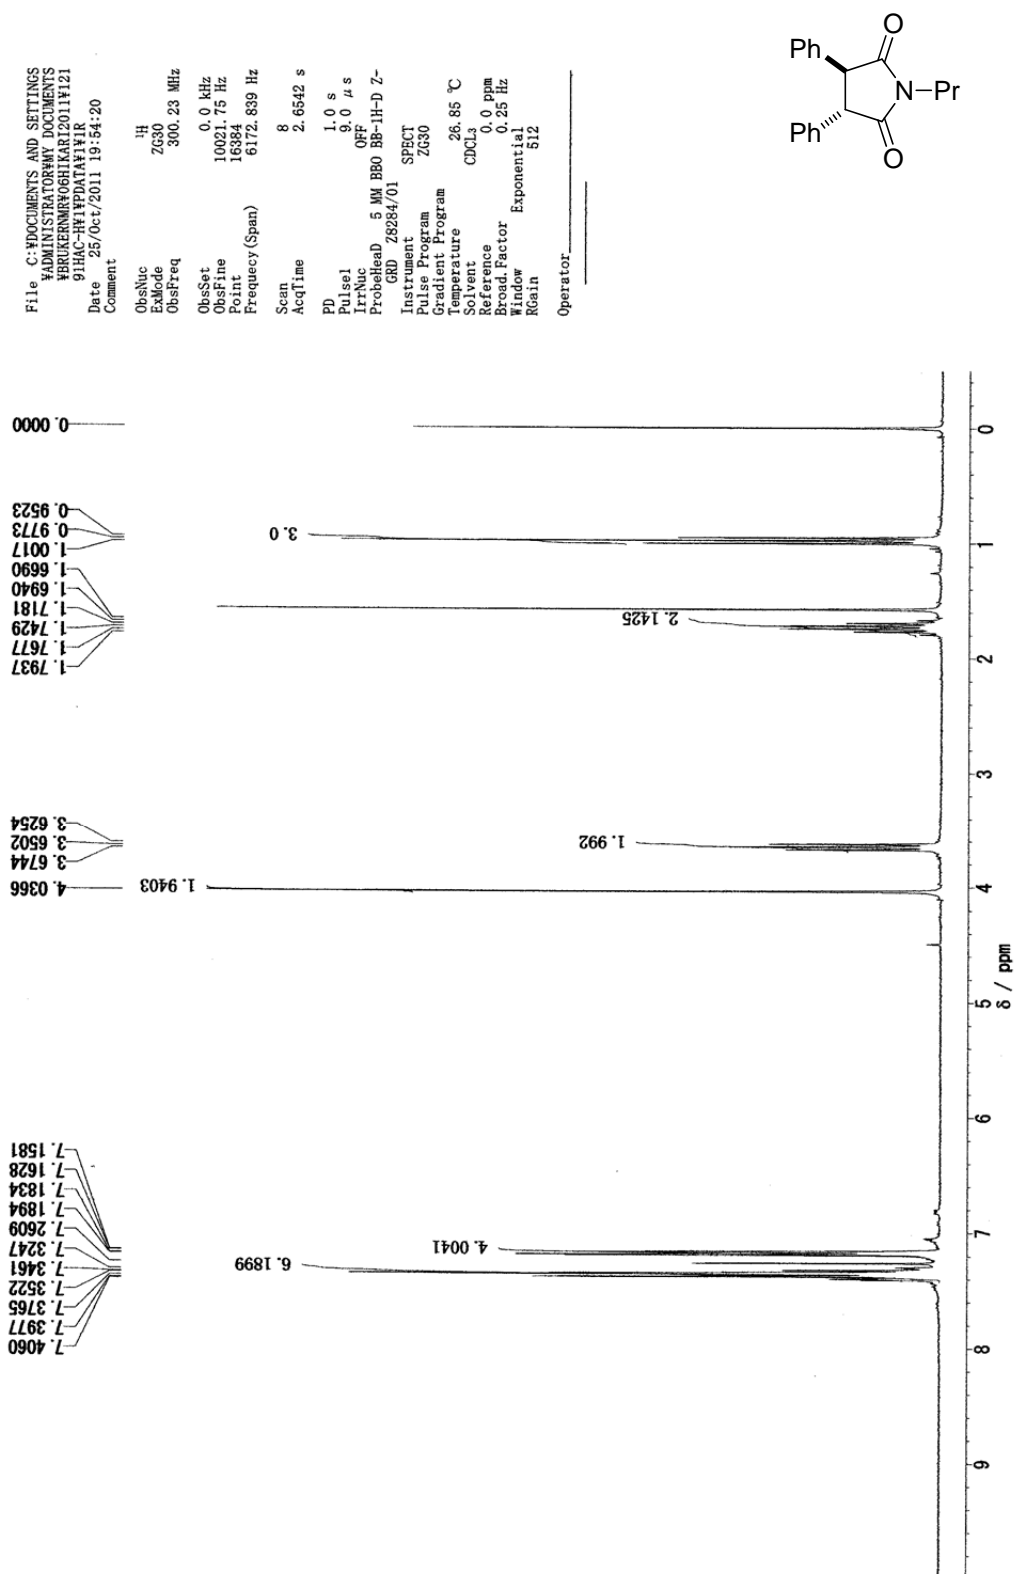 File C:¥DOCUMENTS AND SETTINGS
¥ADMINISTRATOR¥MY DOCUMENTS
¥BRUKERNMR¥06HIKARI2011¥121
91HAC-H¥1¥PDATA¥1¥1R
Date 25/Oct/2011 19:54:20
Comment
ObsNuc 1H
ExMode ZG30
ObsFreq 300.23 MHz
ObsSet 0.0 kHz
ObsFine 10021.75 Hz
Point 16384
Frequecy(Span) 6172.839 Hz
Scan 8
AcqTime 2.6542 s
PD 1.0 s
Pulse1 9.0 μs
IrrNuc OFF
ProbeHeaD 5 MM BBO BB-1H-D Z-
GRD Z8284/01
Instrument SPECT
Pulse Program ZG30
Gradient Program
Temperature 26.85 ℃
Solvent CDCL3
Reference 0.0 ppm
Broad.Factor 0.25 Hz
Window Exponential
RGain 512
Operator
Ph
Ph
O
N
Pr
O
0.0000
0.9523
0.9773
1.0017
1.6690
1.6940
1.7181
1.7429
1.7677
1.7937
3.6254
3.6502
3.6744
4.0366
7.1581
7.1628
7.1834
7.1894
7.2609
7.3247
7.3461
7.3522
7.3765
7.3977
7.4060
3.0
2.1425
1.992
1.9403
4.0041
6.1899
0
1
2
3
4
5
6
7
8
9
δ / ppm